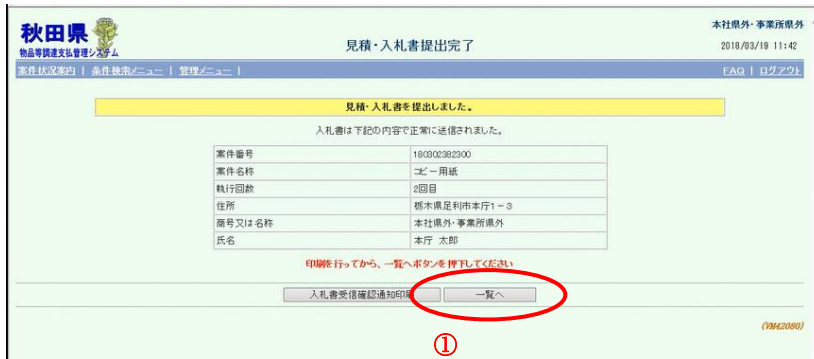 秋田県
物品等調達支払管理システム
見積・入札書提出完了
本社県外・事業所県外
2018/03/19 11:42
案件状況案内 | 案件検索メニュー | 管理メニュー |
FAQ | ログアウト
見積・入札書を提出しました。
入札書は下記の内容で正常に送信されました。
案件番号 180302382300
案件名称 コピー用紙
執行回数 2回目
住所 栃木県足利市本庁1-3
商号又は名称 本社県外・事業所県外
氏名 本庁 太郎
印刷を行ってから、一覧へボタンを押下してください
入札書受信確認通知印刷 一覧へ
(VM42080)
①